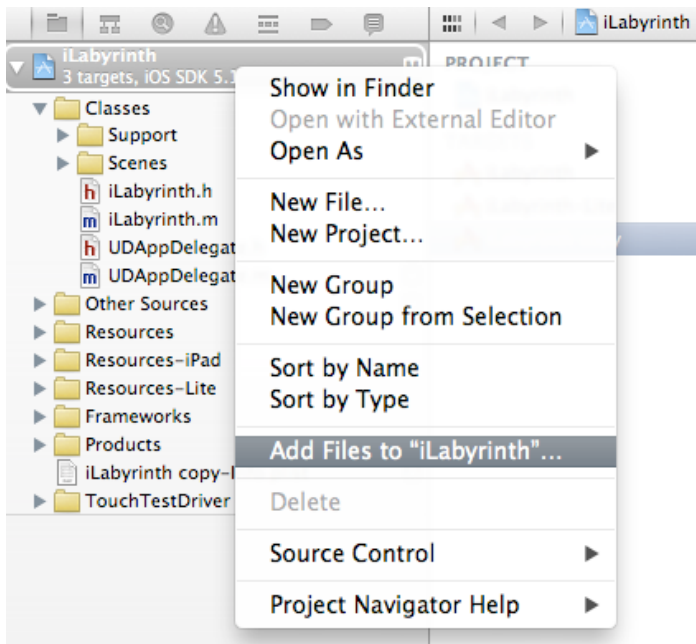 iLabyrinth
iLabyrinth
3 targets, iOS SDK 5.1
M
PROJECT
Classes
Support
Scenes
h iLabyrinth.h
m iLabyrinth.m
h UDAppDelegat
m UDAppDelegat
Other Sources
Resources
Resources-iPad
Resources-Lite
Frameworks
Products
iLabyrinth copy-I
TouchTestDriver
Show in Finder
Open with External Editor
Open As
New File...
New Project...
New Group
New Group from Selection
Sort by Name
Sort by Type
Add Files to “iLabyrinth”...
Delete
Source Control
Project Navigator Help